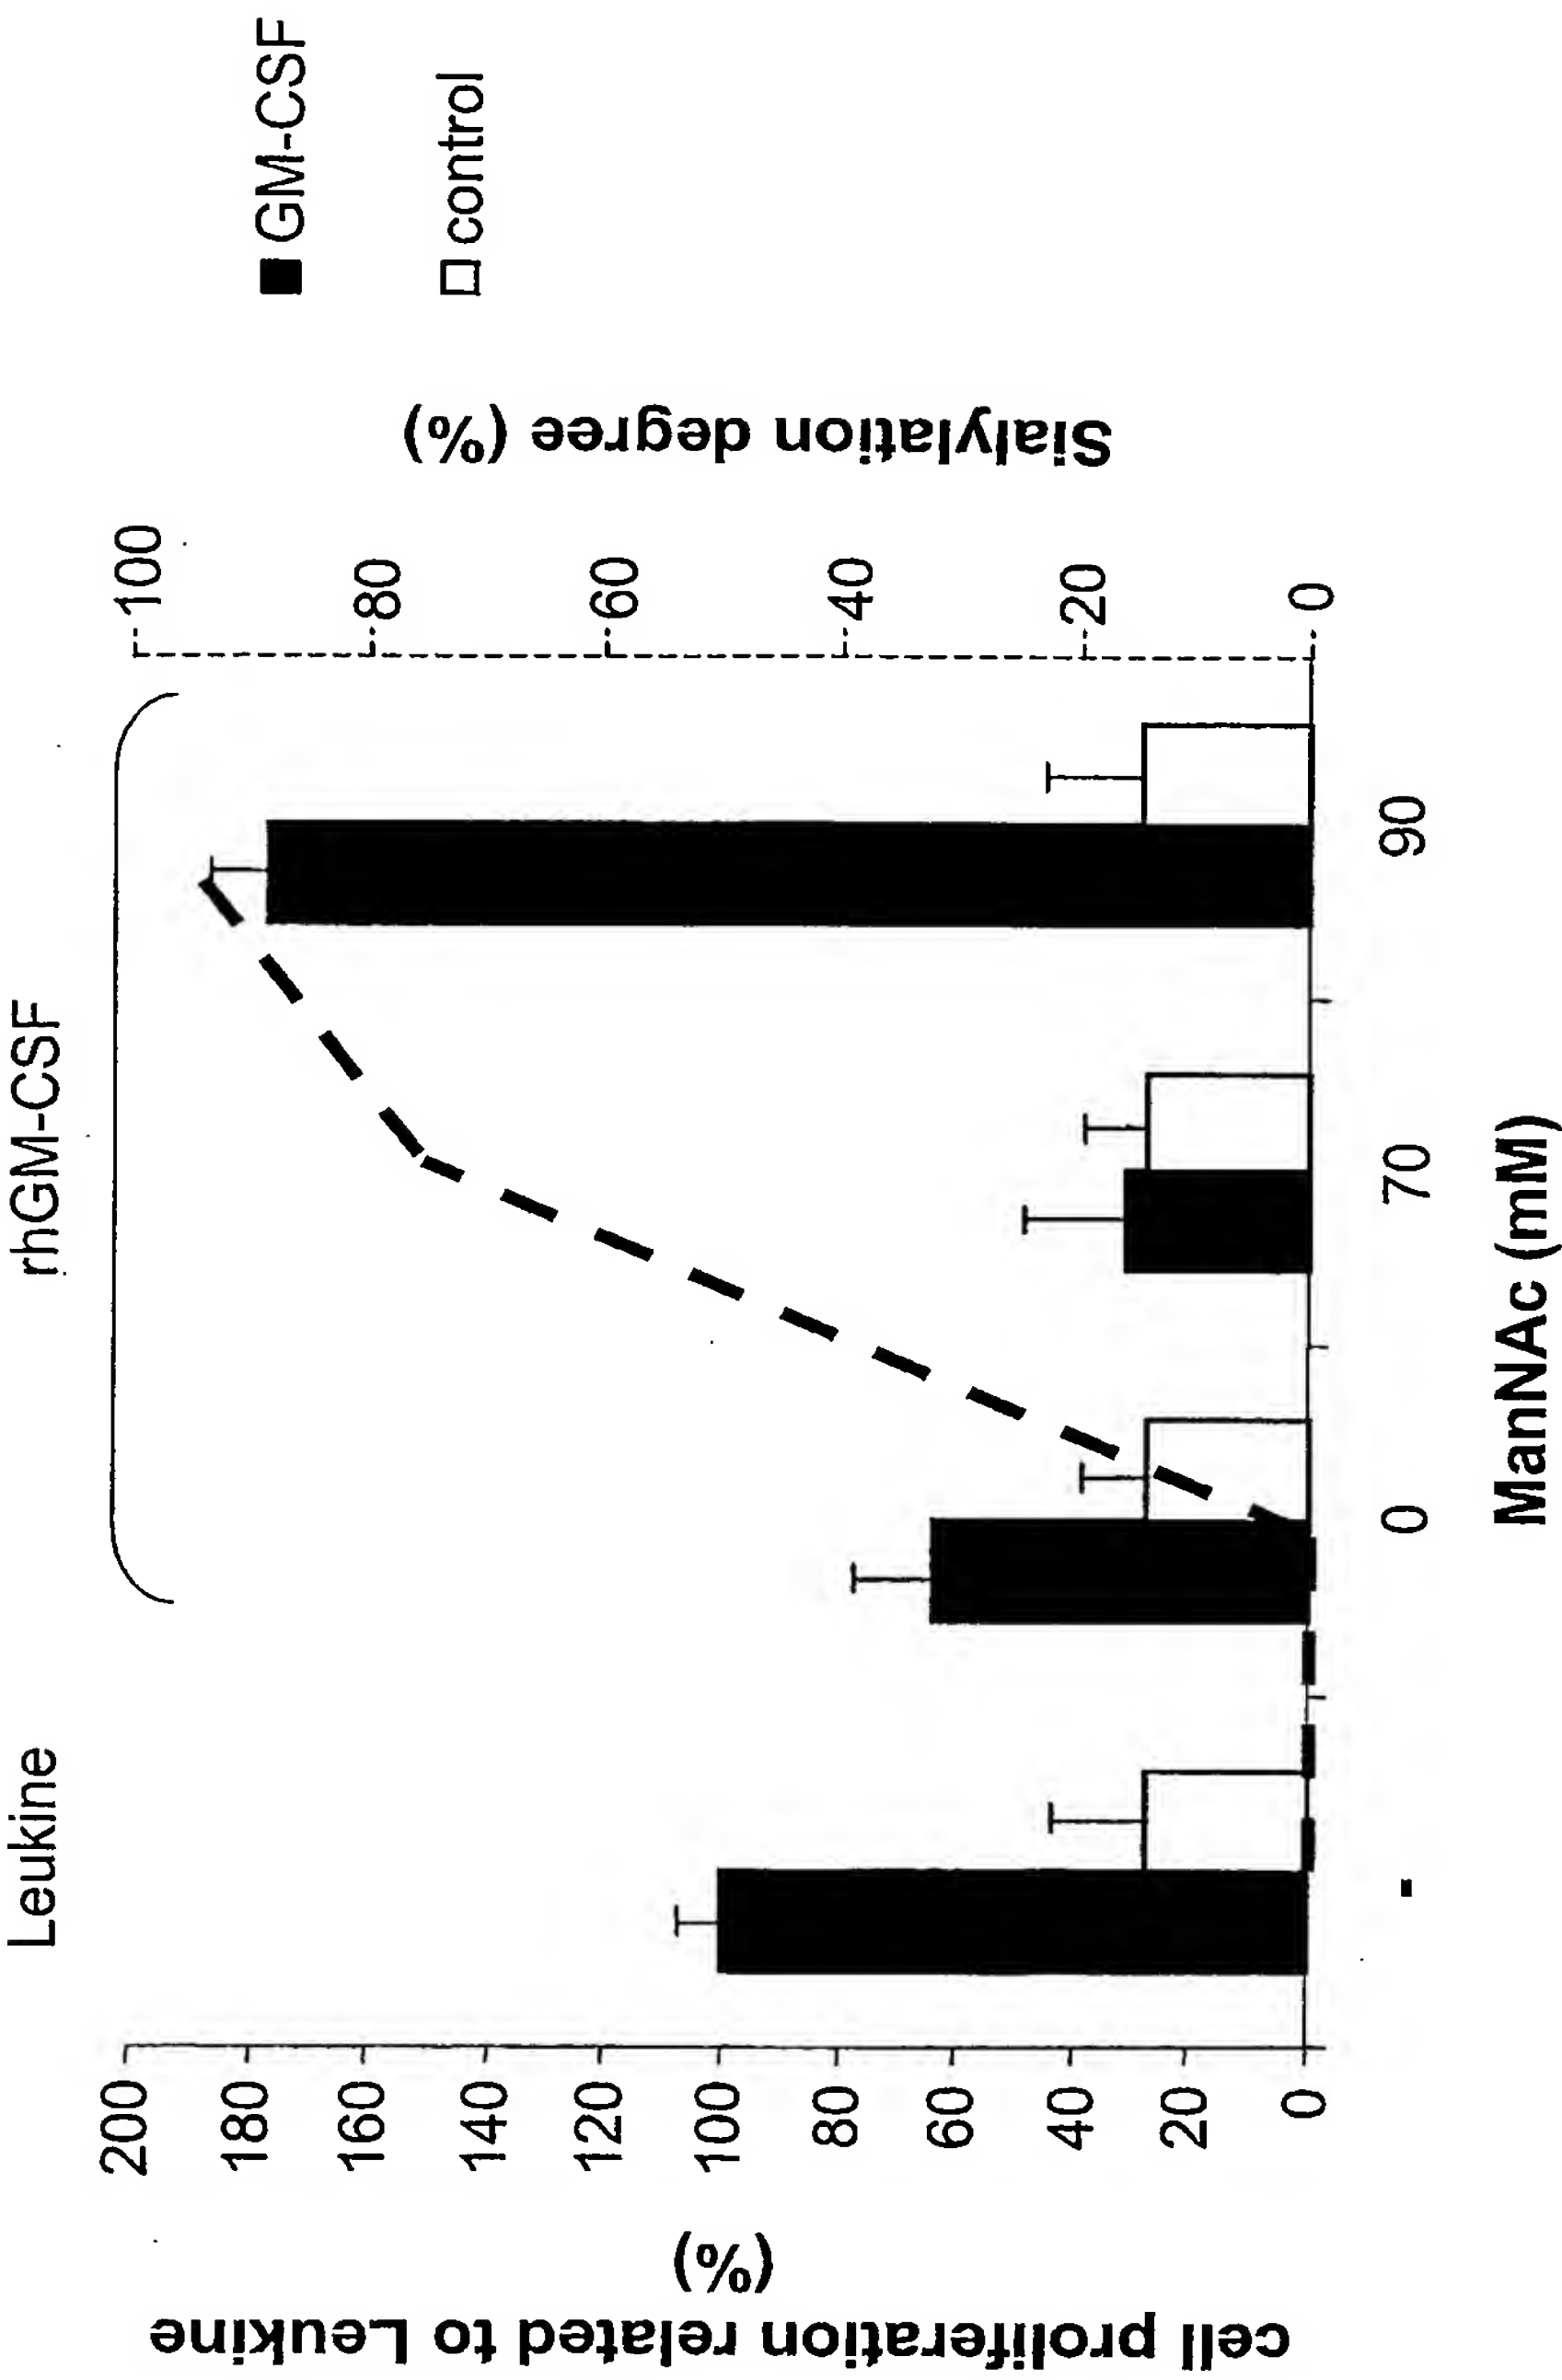 Leukine
rhGM-CSF
GM-CSF
control
cell proliferation related to Leukine
(%)
200
180
160
140
120
100
80
60
40
20
0
100
80
60
40
20
0
Sialylation degree (%)
- 0 70 90
ManNAc (mM)